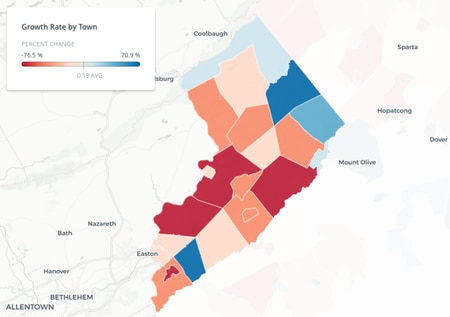 Growth Rate by Town
PERCENT CHANGE
-76.5 % 70.9 %
0.19 AVG
Coolbaugh
Sparta
Hopatcong
Dover
Mount Olive
Nazareth
Bath
Easton
Hanover
BETHLEHEM
ALLENTOWN